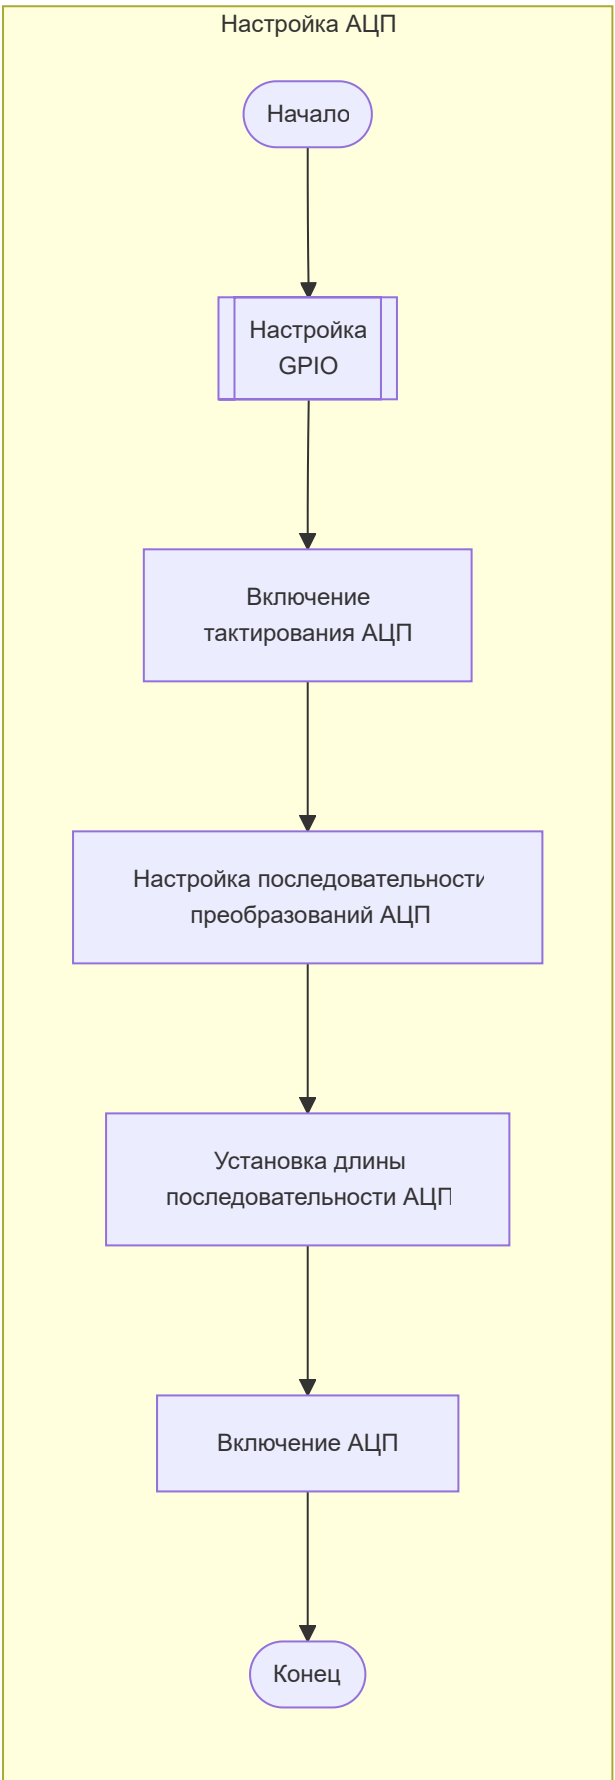 Настройка АЦП
Начало
Настройка
GPIO
Включение
тактирования АЦП
Настройка последовательности
преобразований АЦП
Установка длины
последовательности АЦП
Включение АЦП
Конец